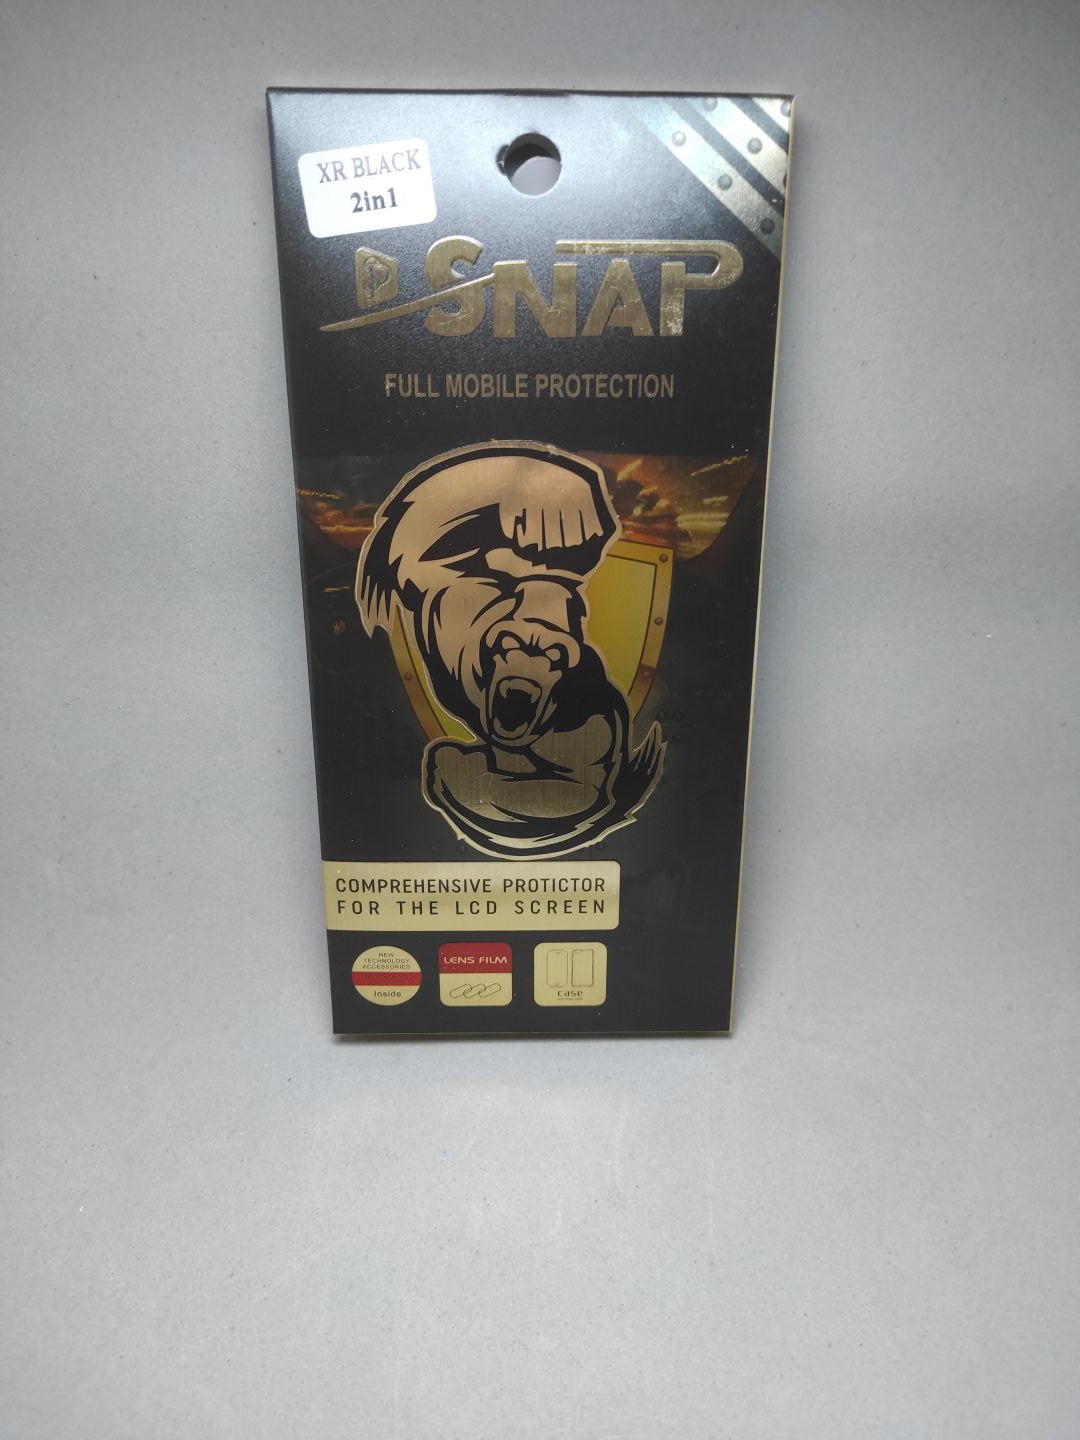 XR BLACK
2in1
SNAP
FULL MOBILE PROTECTION
COMPREHENSIVE PROTICTOR
FOR THE LCD SCREEN
NEW
TECHNOLOGY
ACCESSORIES
Inside
LENS FILM
case